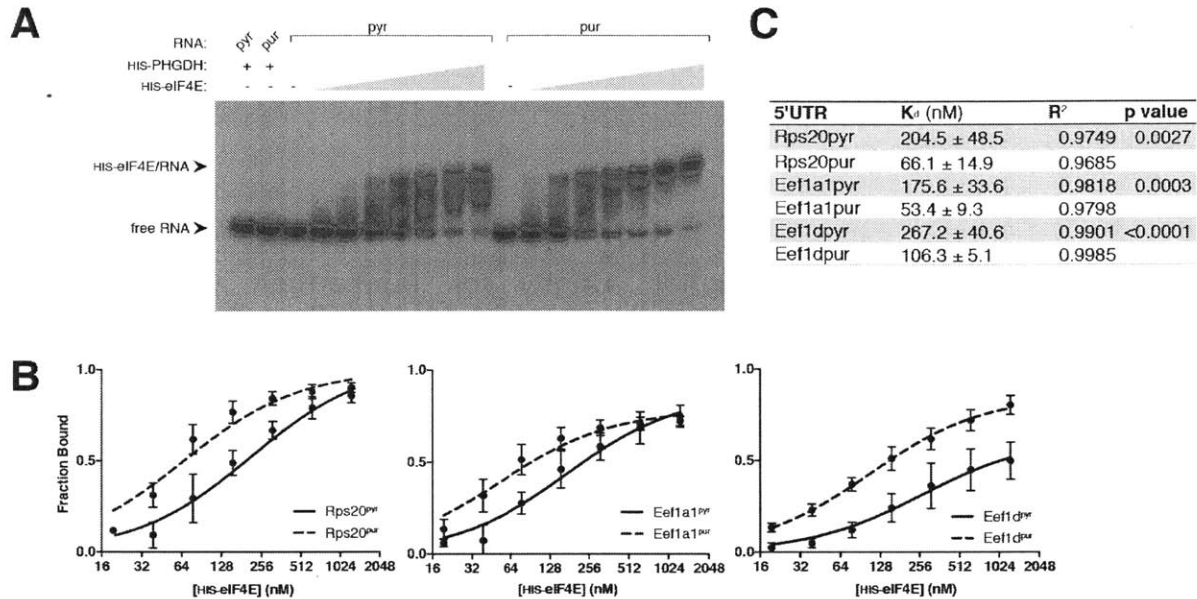 A
RNA: pyr pur pyr pur
HIS-PHGDH: + +
HIS-eIF4E: - - - -
HIS-eIF4E/RNA
free RNA
C
5'UTR Kd (nM) R² p value
Rps20pyr 204.5 ± 48.5 0.9749 0.0027
Rps20pur 66.1 ± 14.9 0.9685
Eef1a1pyr 175.6 ± 33.6 0.9818 0.0003
Eef1a1pur 53.4 ± 9.3 0.9798
Eef1dpyr 267.2 ± 40.6 0.9901 <0.0001
Eef1dpur 106.3 ± 5.1 0.9985
B
Fraction Bound
1.0
0.5
0.0
Rps20pyr
Rps20pur
16 32 64 128 256 512 1024 2048
[HIS-eIF4E] (nM)
1.0
0.5
0.0
Eef1a1pyr
Eef1a1pur
16 32 64 128 256 512 1024 2048
[HIS-eIF4E] (nM)
1.0
0.5
0.0
Eef1dpyr
Eef1dpur
16 32 64 128 256 512 1024 2048
[HIS-eIF4E] (nM)